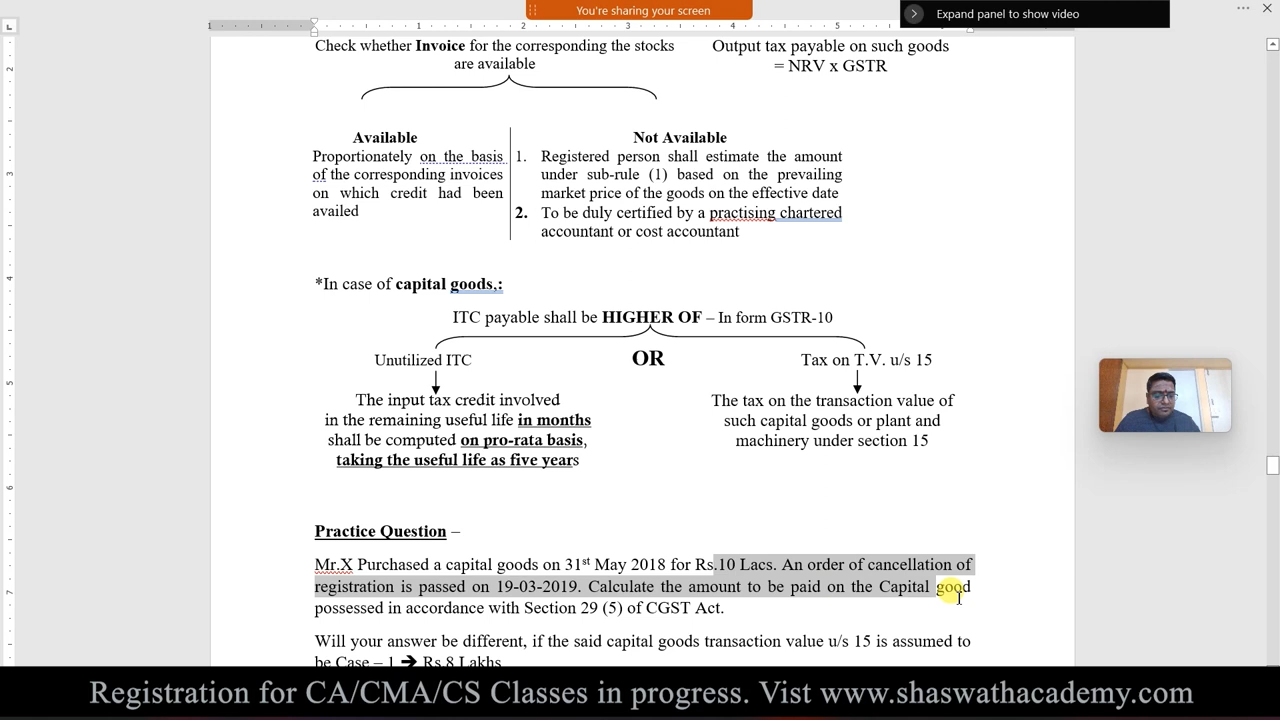 You're sharing your screen
Expand panel to show video
Check whether Invoice for the corresponding the stocks
are available
Output tax payable on such goods
= NRV x GSTR
Available
Proportionately on the basis
of the corresponding invoices
on which credit had been
availed
Not Available
1. Registered person shall estimate the amount
under sub-rule (1) based on the prevailing
market price of the goods on the effective date
2. To be duly certified by a practising chartered
accountant or cost accountant
*In case of capital goods,:
ITC payable shall be HIGHER OF – In form GSTR-10
Unutilized ITC
OR
Tax on T.V. u/s 15
The input tax credit involved
in the remaining useful life in months
shall be computed on pro-rata basis,
taking the useful life as five years
The tax on the transaction value of
such capital goods or plant and
machinery under section 15
Practice Question –
Mr.X Purchased a capital goods on 31st May 2018 for Rs.10 Lacs. An order of cancellation of
registration is passed on 19-03-2019. Calculate the amount to be paid on the Capital good
possessed in accordance with Section 29 (5) of CGST Act.
Will your answer be different, if the said capital goods transaction value u/s 15 is assumed to
be Case – 1 ➔ Rs.8 Lakhs
Registration for CA/CMA/CS Classes in progress. Vist www.shaswathacademy.com